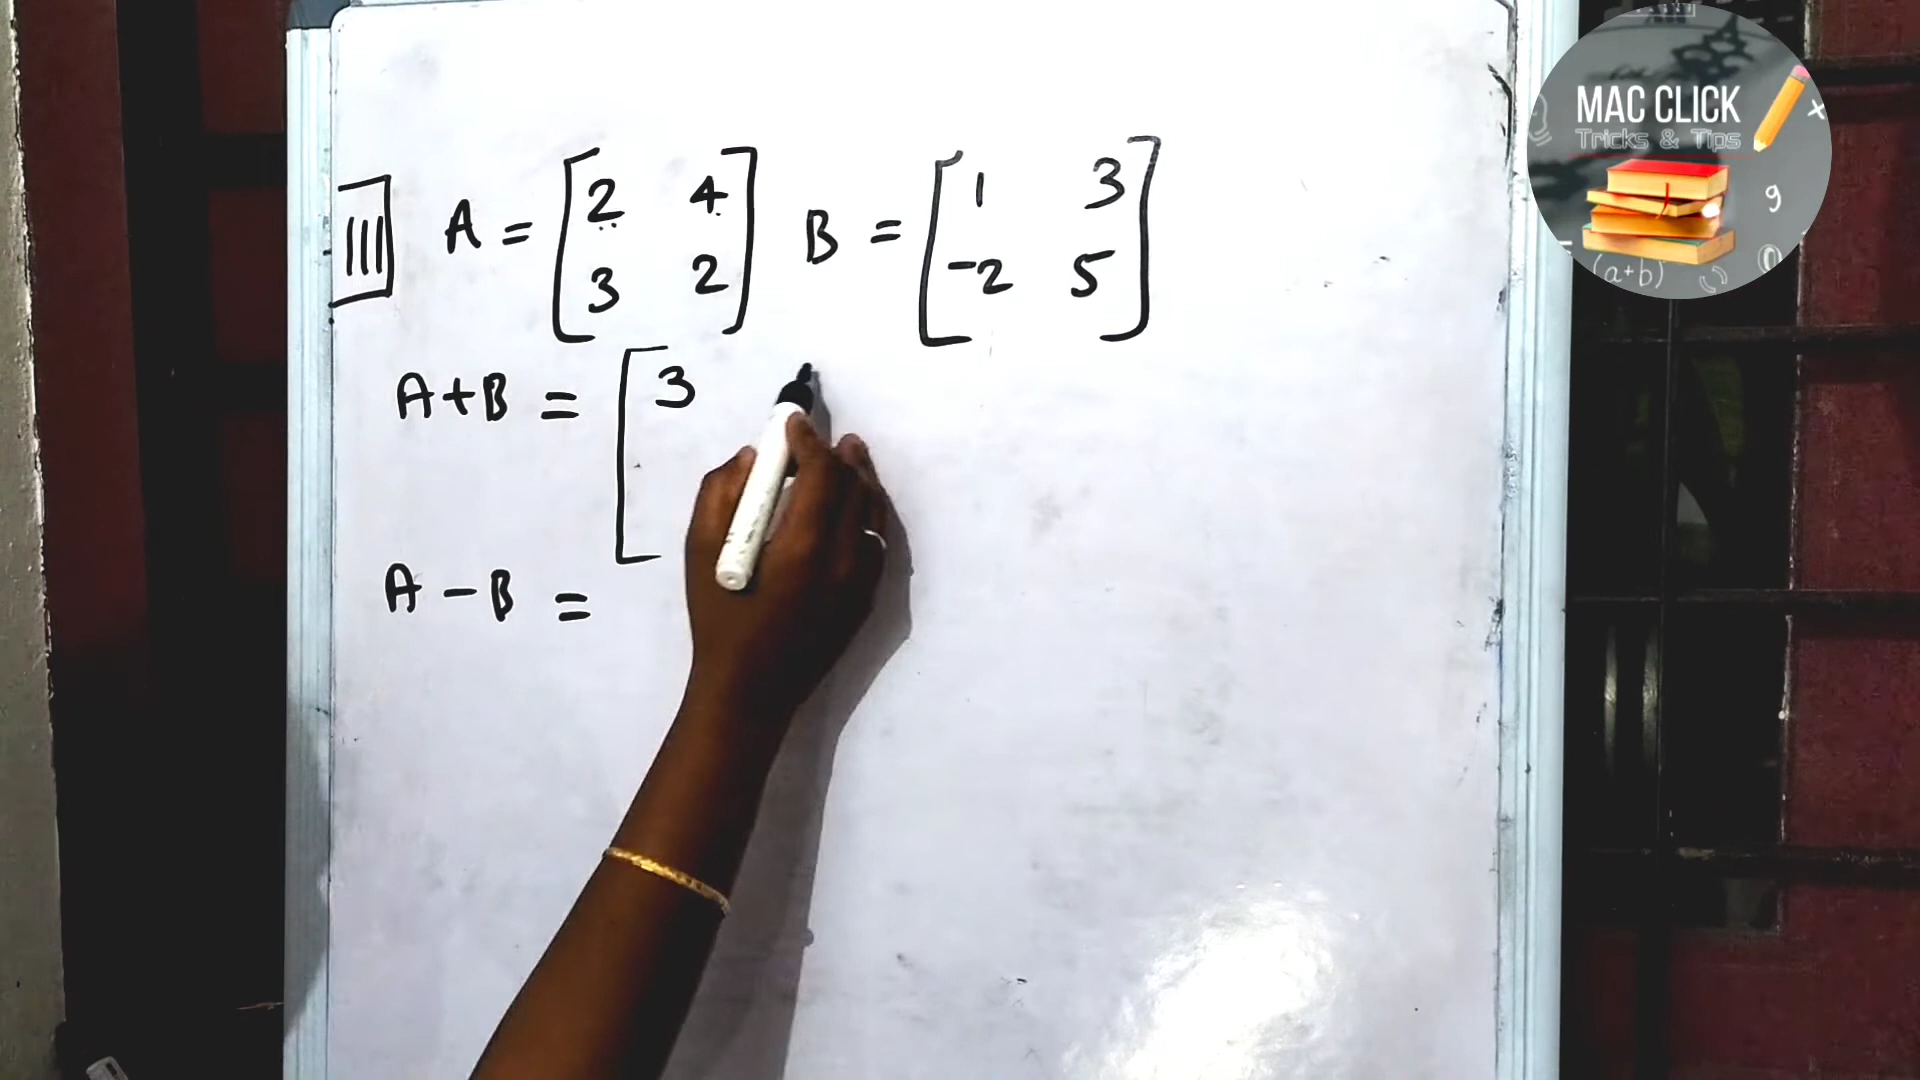 III A = [ 2 4 ] B = [ 1 3 ]
[ 3 2 ] [ -2 5 ]
A+B = [ 3
A - B =
MAC CLICK
Tricks & Tips
x
g
(a+b)